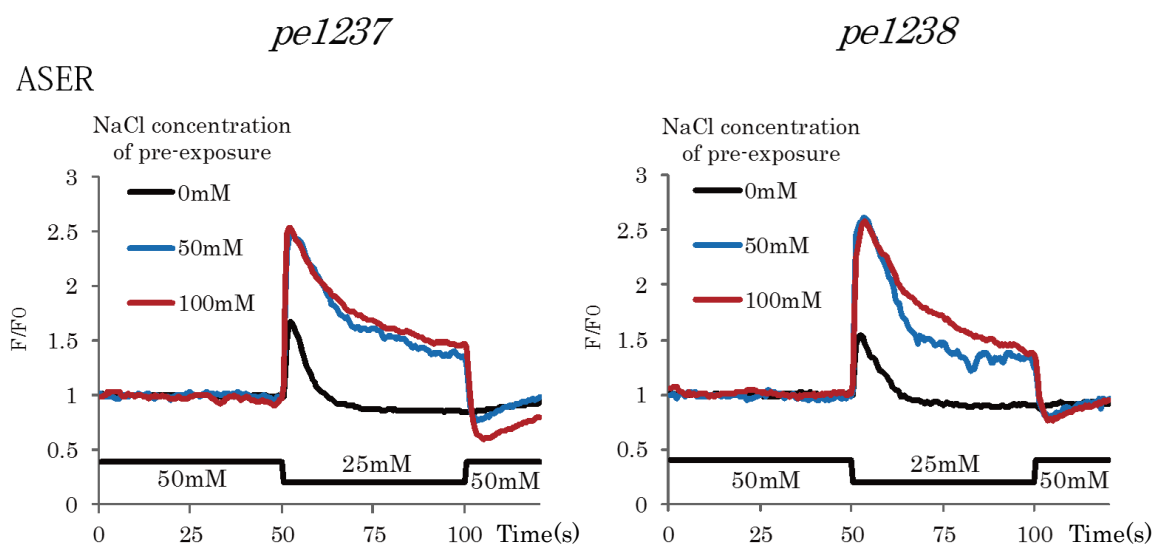 pe1237
pe1238
ASER
NaCl concentration
of pre-exposure
0mM
50mM
100mM
F/F0
3
2.5
2
1.5
1
0.5
0
50mM
25mM
50mM
0
25
50
75
100
Time(s)
NaCl concentration
of pre-exposure
0mM
50mM
100mM
F/F0
3
2.5
2
1.5
1
0.5
0
50mM
25mM
50mM
0
25
50
75
100
Time(s)